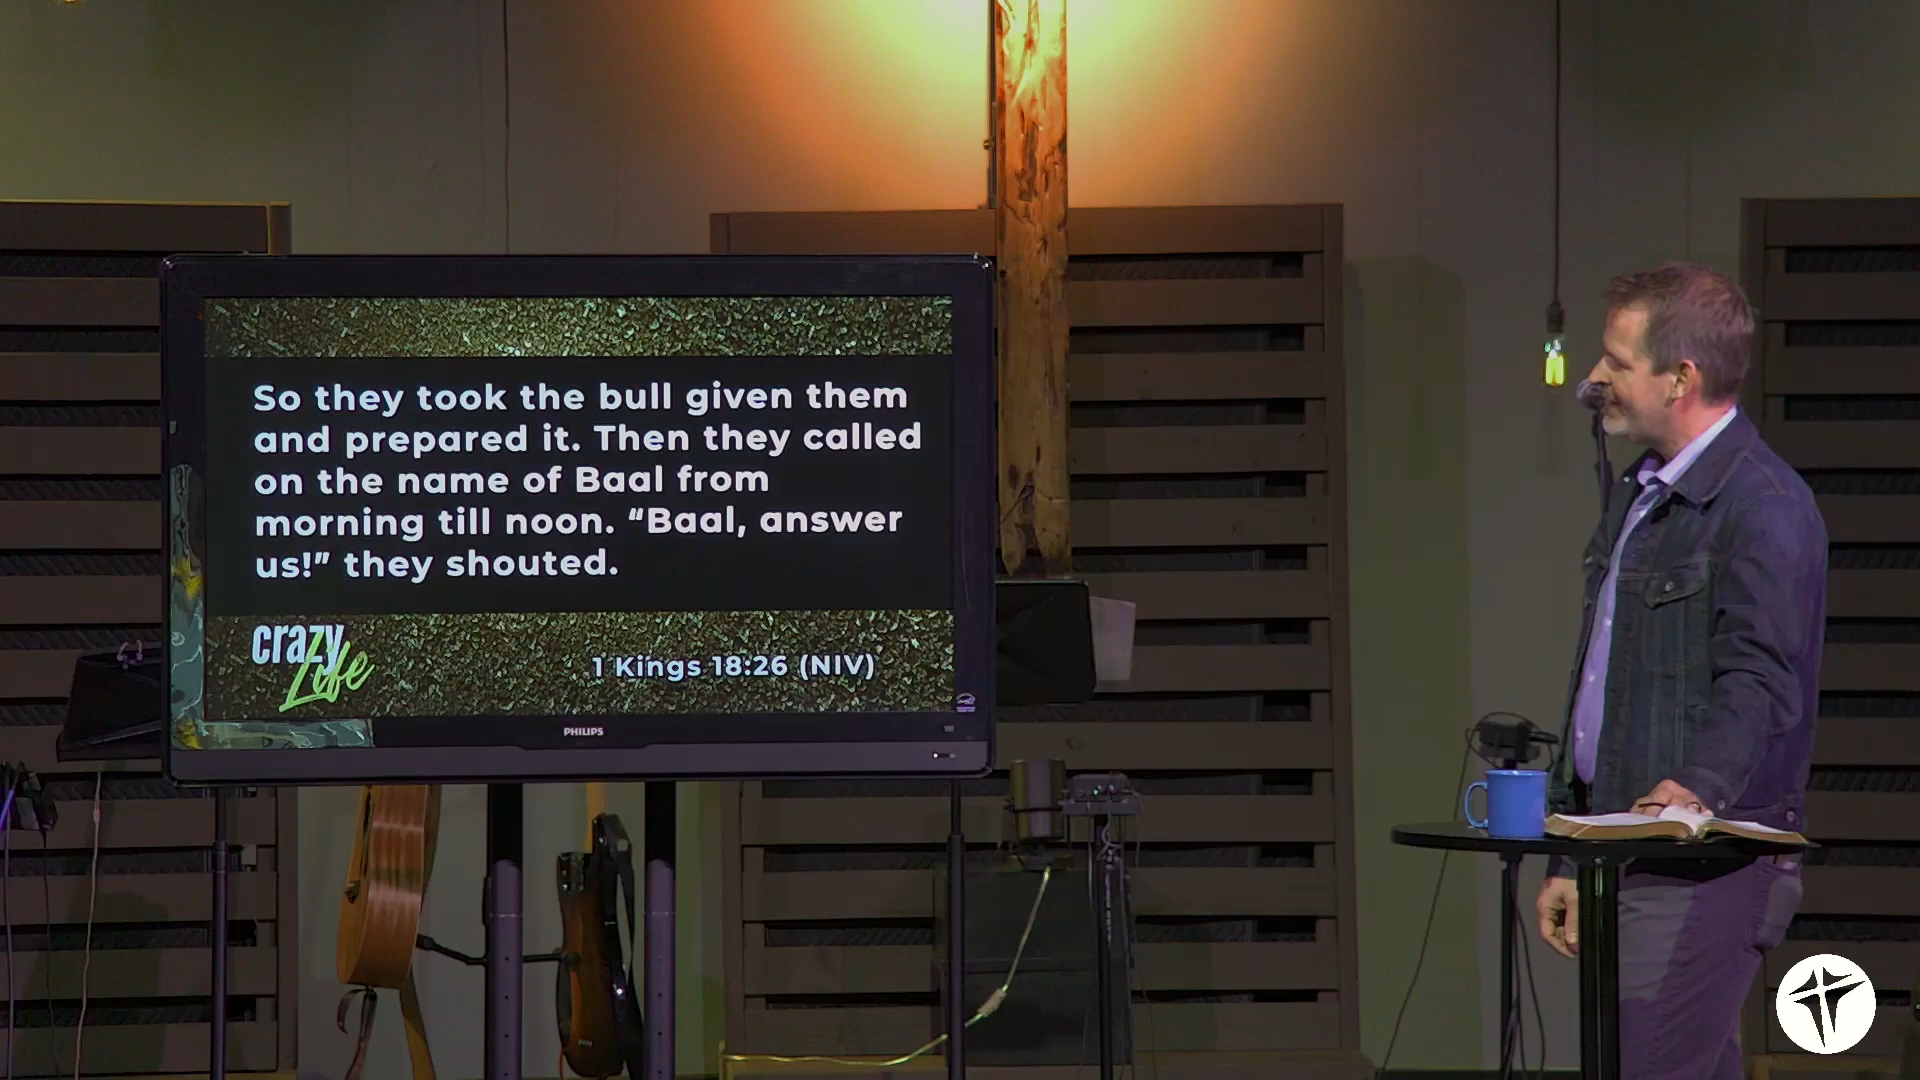 So they took the bull given them
and prepared it. Then they called
on the name of Baal from
morning till noon. “Baal, answer
us!” they shouted.
crazy
Life
1 Kings 18:26 (NIV)
PHILIPS